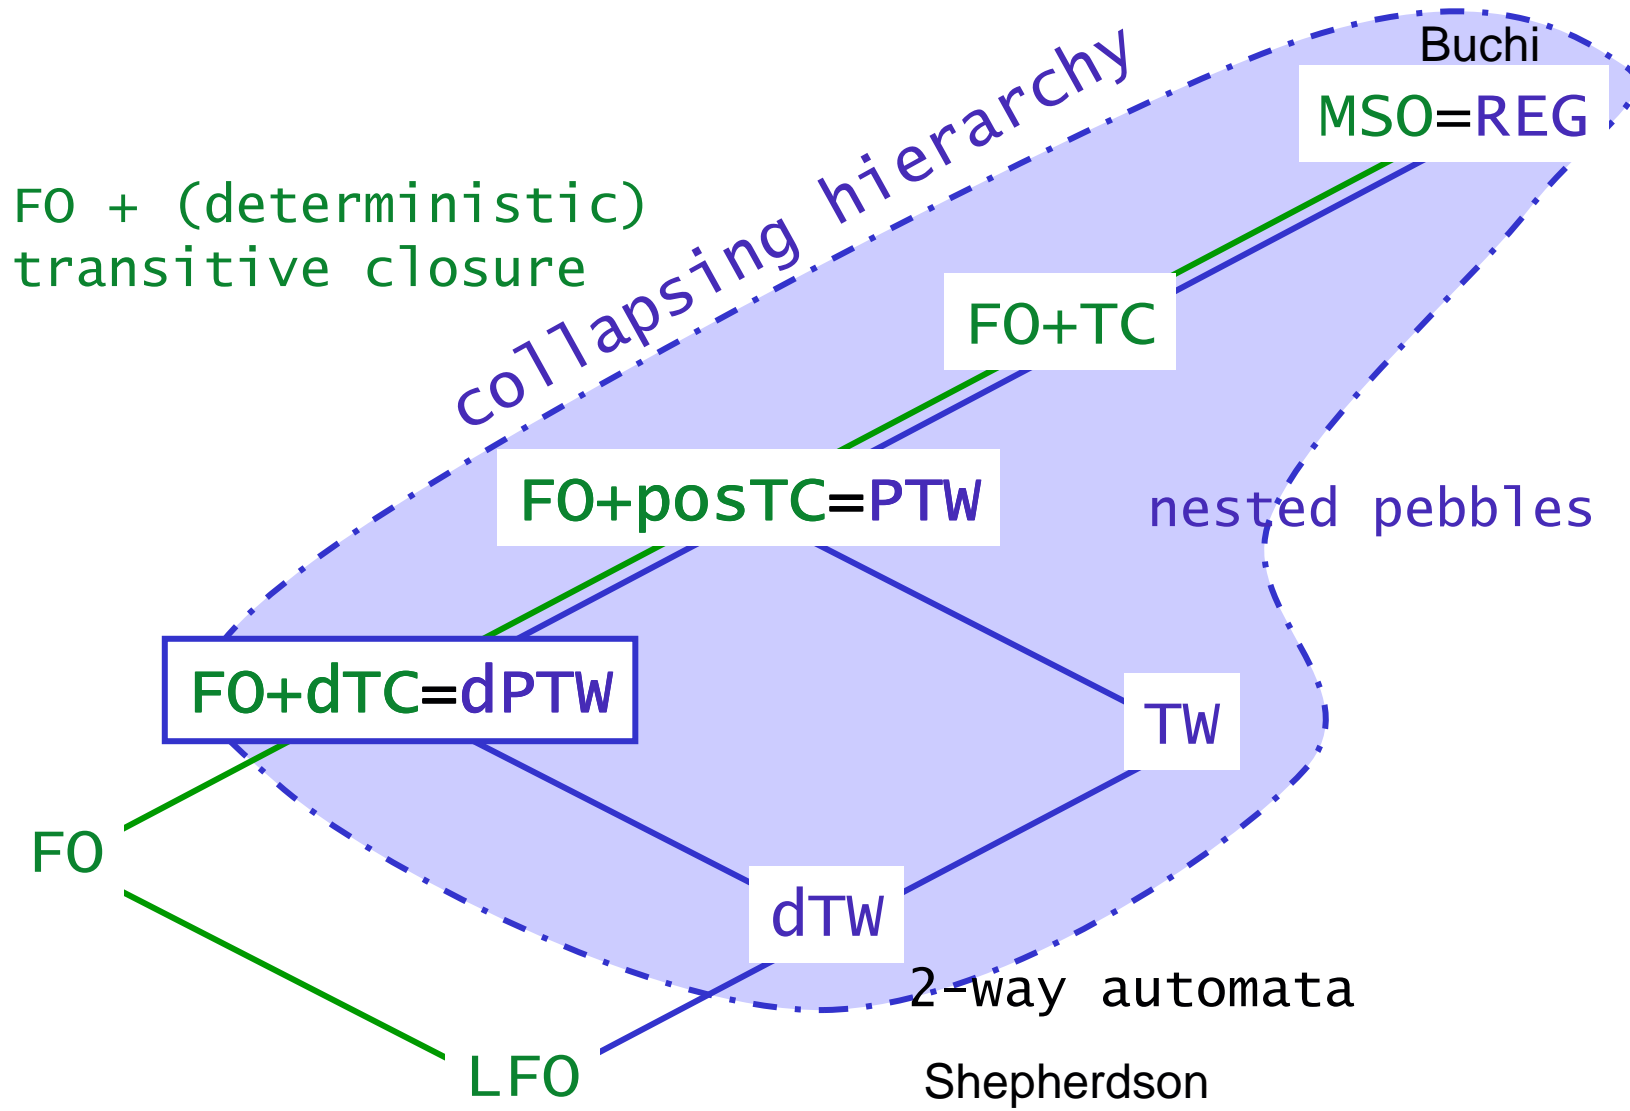 Buchi
MSO=REG
collapsing hierarchy
FO + (deterministic)
transitive closure
FO+TC
FO+posTC=PTW
nested pebbles
FO+dTC=dPTW
TW
FO
dTW
2-way automata
LFO
Shepherdson